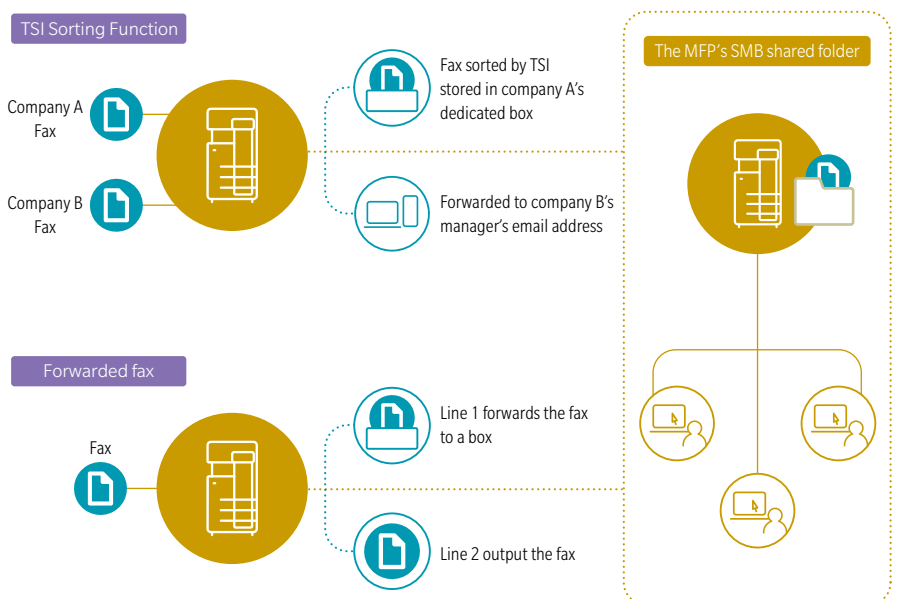 TSI Sorting Function
Company A
Fax
Company B
Fax
Fax sorted by TSI
stored in company A's
dedicated box
Forwarded to company B's
manager's email address
The MFP's SMB shared folder
Forwarded fax
Fax
Line 1 forwards the fax
to a box
Line 2 output the fax